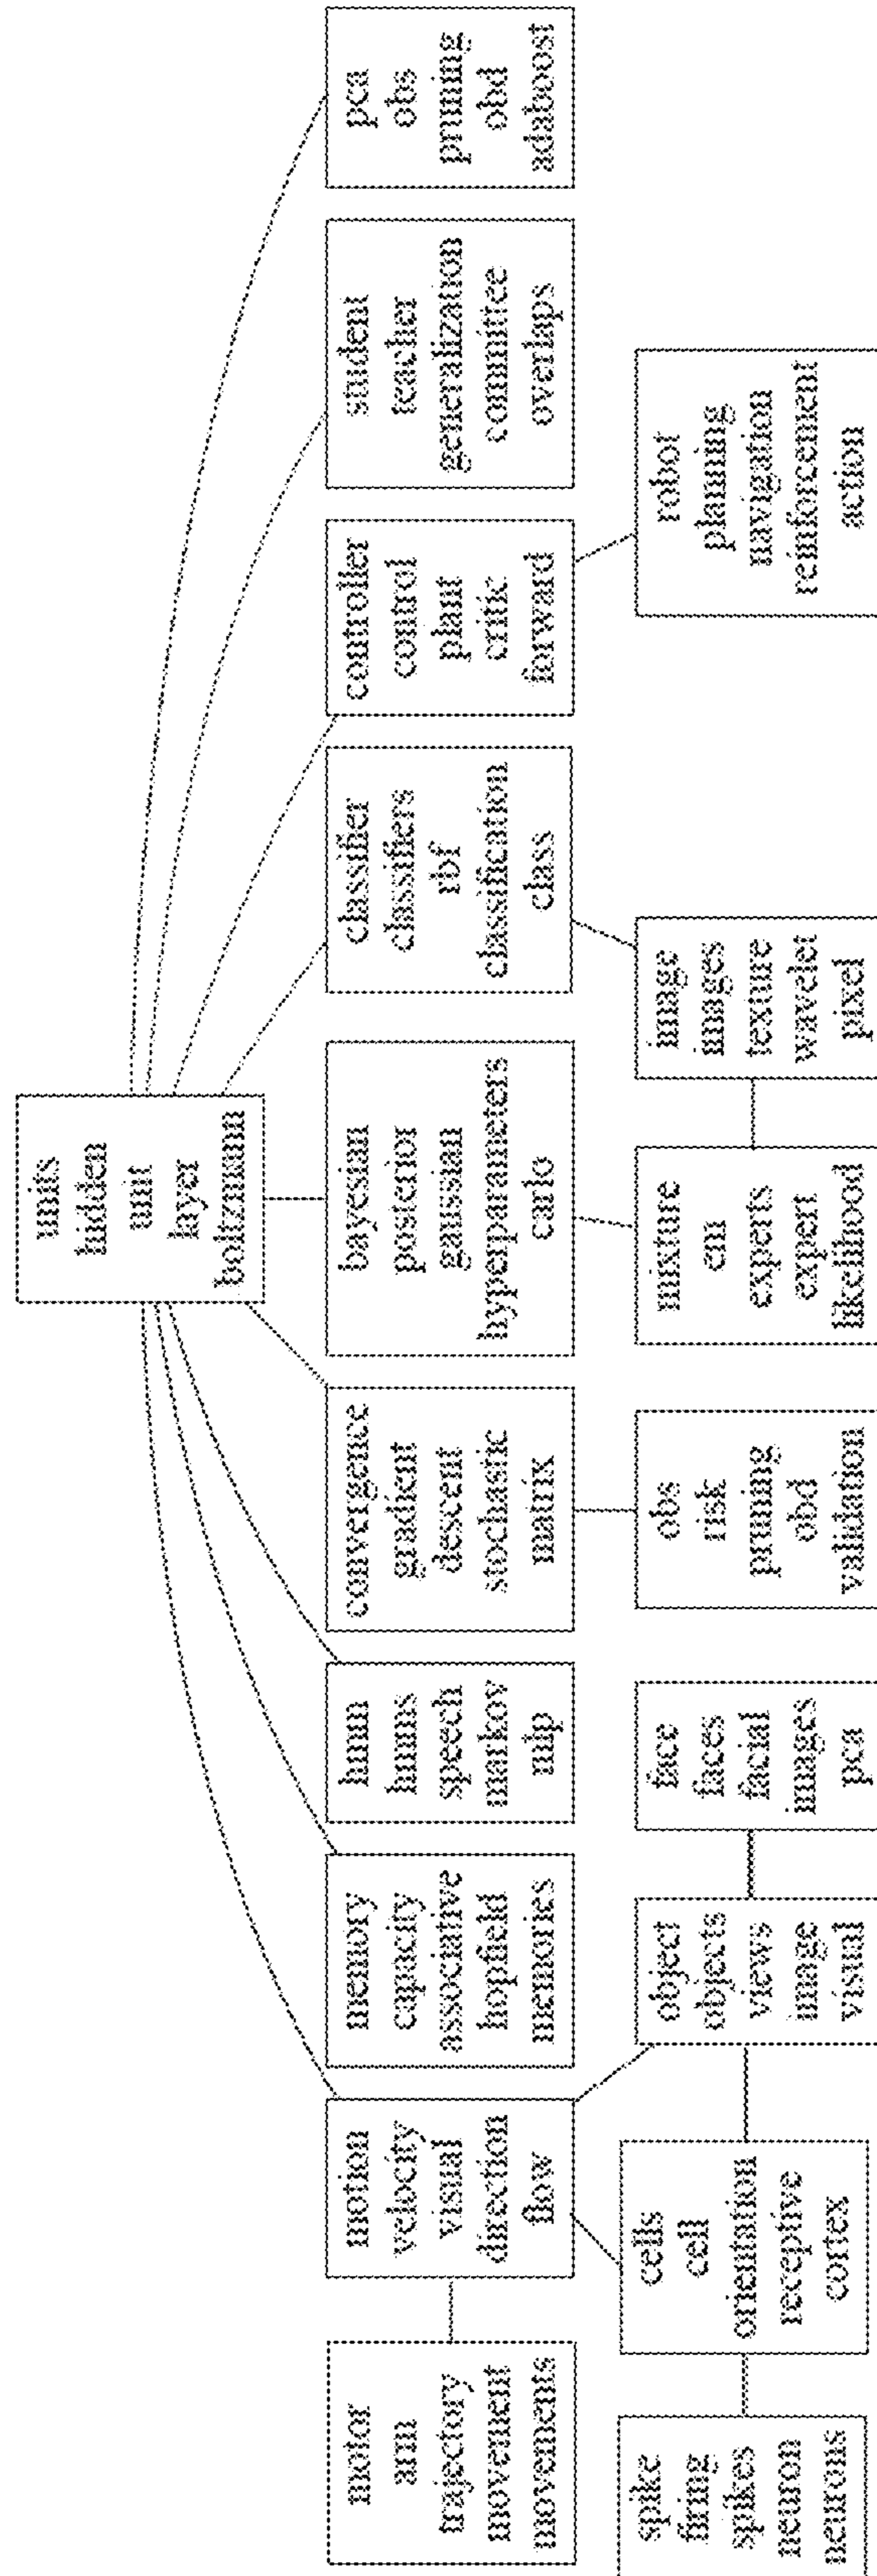 units
hidden
unit
layer
boltzmann
motor
arm
trajectory
movement
movements
motion
velocity
visual
direction
flow
memory
capacity
associative
hopfield
memories
hmm
hmms
speech
markov
mlp
convergence
gradient
descent
stochastic
matrix
bayesian
posterior
gaussian
hyperparameters
carlo
classifier
classifiers
rbf
classification
class
controller
control
plant
critic
forward
student
teacher
generalization
committee
overlaps
pca
obs
pruning
obd
adaboost
spike
firing
spikes
neuron
neurons
cells
cell
orientation
receptive
cortex
object
objects
views
image
visual
face
faces
facial
images
pca
obs
risk
pruning
obd
validation
mixture
em
experts
expert
likelihood
image
images
texture
wavelet
pixel
robot
planning
navigation
reinforcement
action